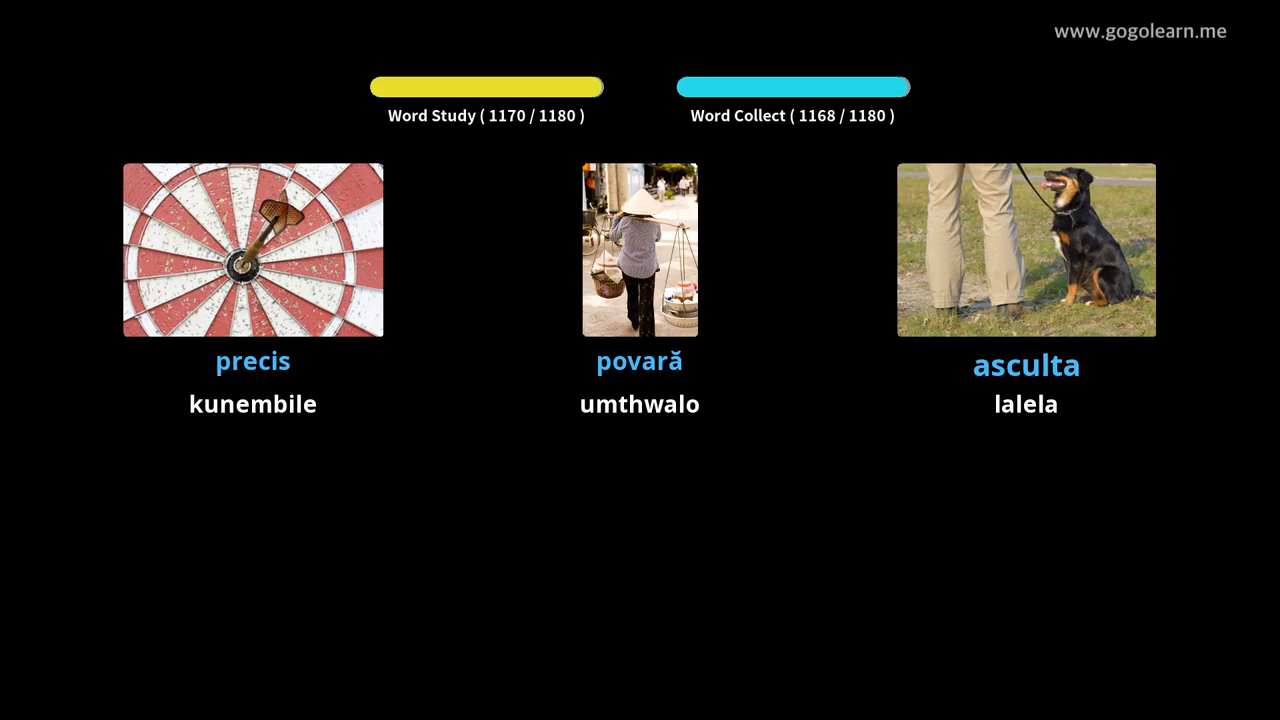 www.gogolearn.me
Word Study ( 1170 / 1180 )
Word Collect ( 1168 / 1180 )
precis
povară
asculta
kunembile
umthwalo
lalela